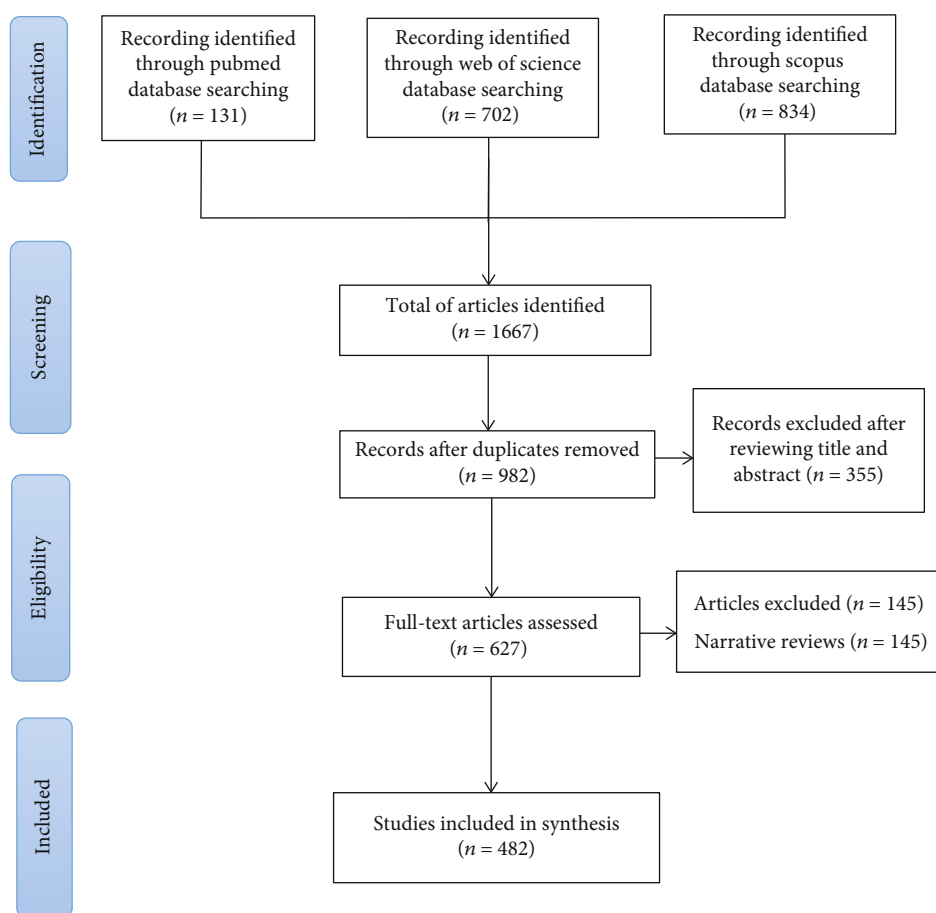 Identification
Recording identified
through pubmed
database searching
(n = 131)
Recording identified
through web of science
database searching
(n = 702)
Recording identified
through scopus
database searching
(n = 834)
Screening
Total of articles identified
(n = 1667)
Records after duplicates removed
(n = 982)
Records excluded after
reviewing title and
abstract (n = 355)
Eligibility
Full-text articles assessed
(n = 627)
Articles excluded (n = 145)
Narrative reviews (n = 145)
Included
Studies included in synthesis
(n = 482)